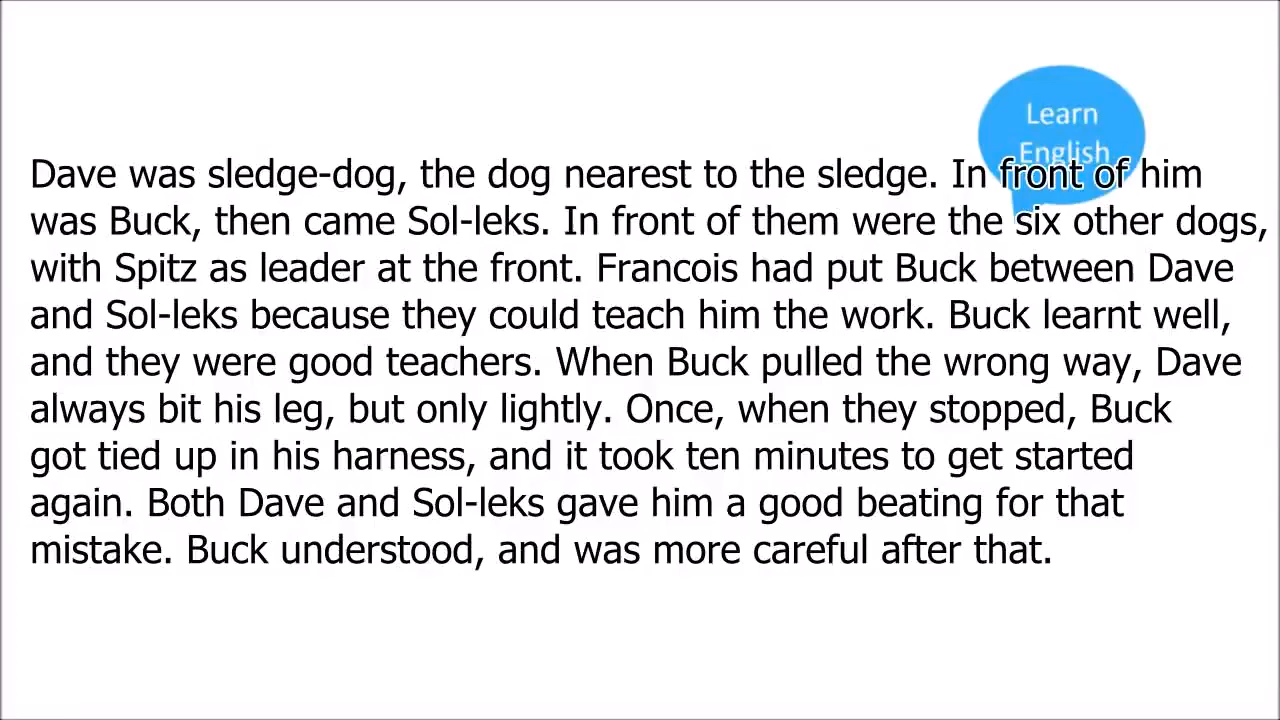 Learn
English
Dave was sledge-dog, the dog nearest to the sledge. In front of him
was Buck, then came Sol-leks. In front of them were the six other dogs,
with Spitz as leader at the front. Francois had put Buck between Dave
and Sol-leks because they could teach him the work. Buck learnt well,
and they were good teachers. When Buck pulled the wrong way, Dave
always bit his leg, but only lightly. Once, when they stopped, Buck
got tied up in his harness, and it took ten minutes to get started
again. Both Dave and Sol-leks gave him a good beating for that
mistake. Buck understood, and was more careful after that.